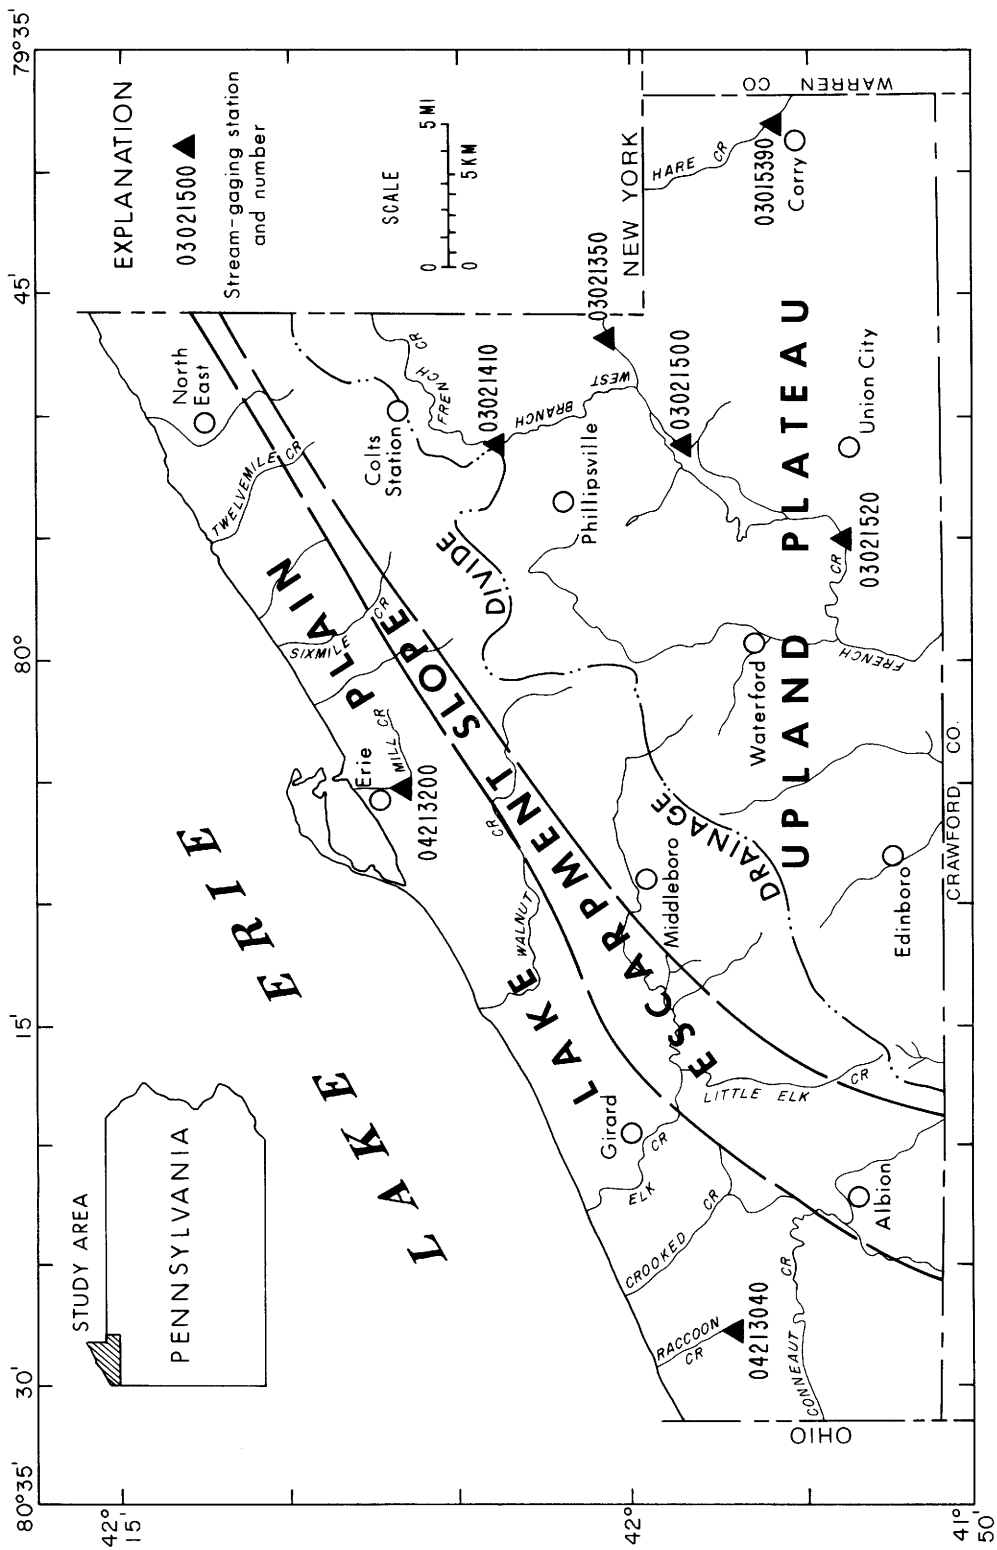 80°35'
30'
15'
80°
45'
79°35'
42°
15'
42°
41°
50'
STUDY AREA
PENNSYLVANIA
EXPLANATION
03021500
Stream-gaging station
and number
SCALE
0
5 MI
0
5 KM
LAKE ERIE
LAKE PLAIN
ESCARPMENT SLOPE
UPLAND PLATEAU
DRAINAGE DIVIDE
North
East
TWELVEMILE CR
SIXMILE CR
Erie
MILL CR
04213200
Colts
Station
FRENCH CR
03021410
WEST BRANCH
03021350
NEW YORK
HARE CR
03015390
Corry
WARREN CO
Phillipsville
03021500
Union City
03021520
FRENCH CR
Waterford
WALNUT CR
Middleboro
Edinboro
Girard
ELK CR
LITTLE ELK CR
CROOKED CR
RACCOON
CR
04213040
CONNEAUT CR
Albion
OHIO
CRAWFORD CO.